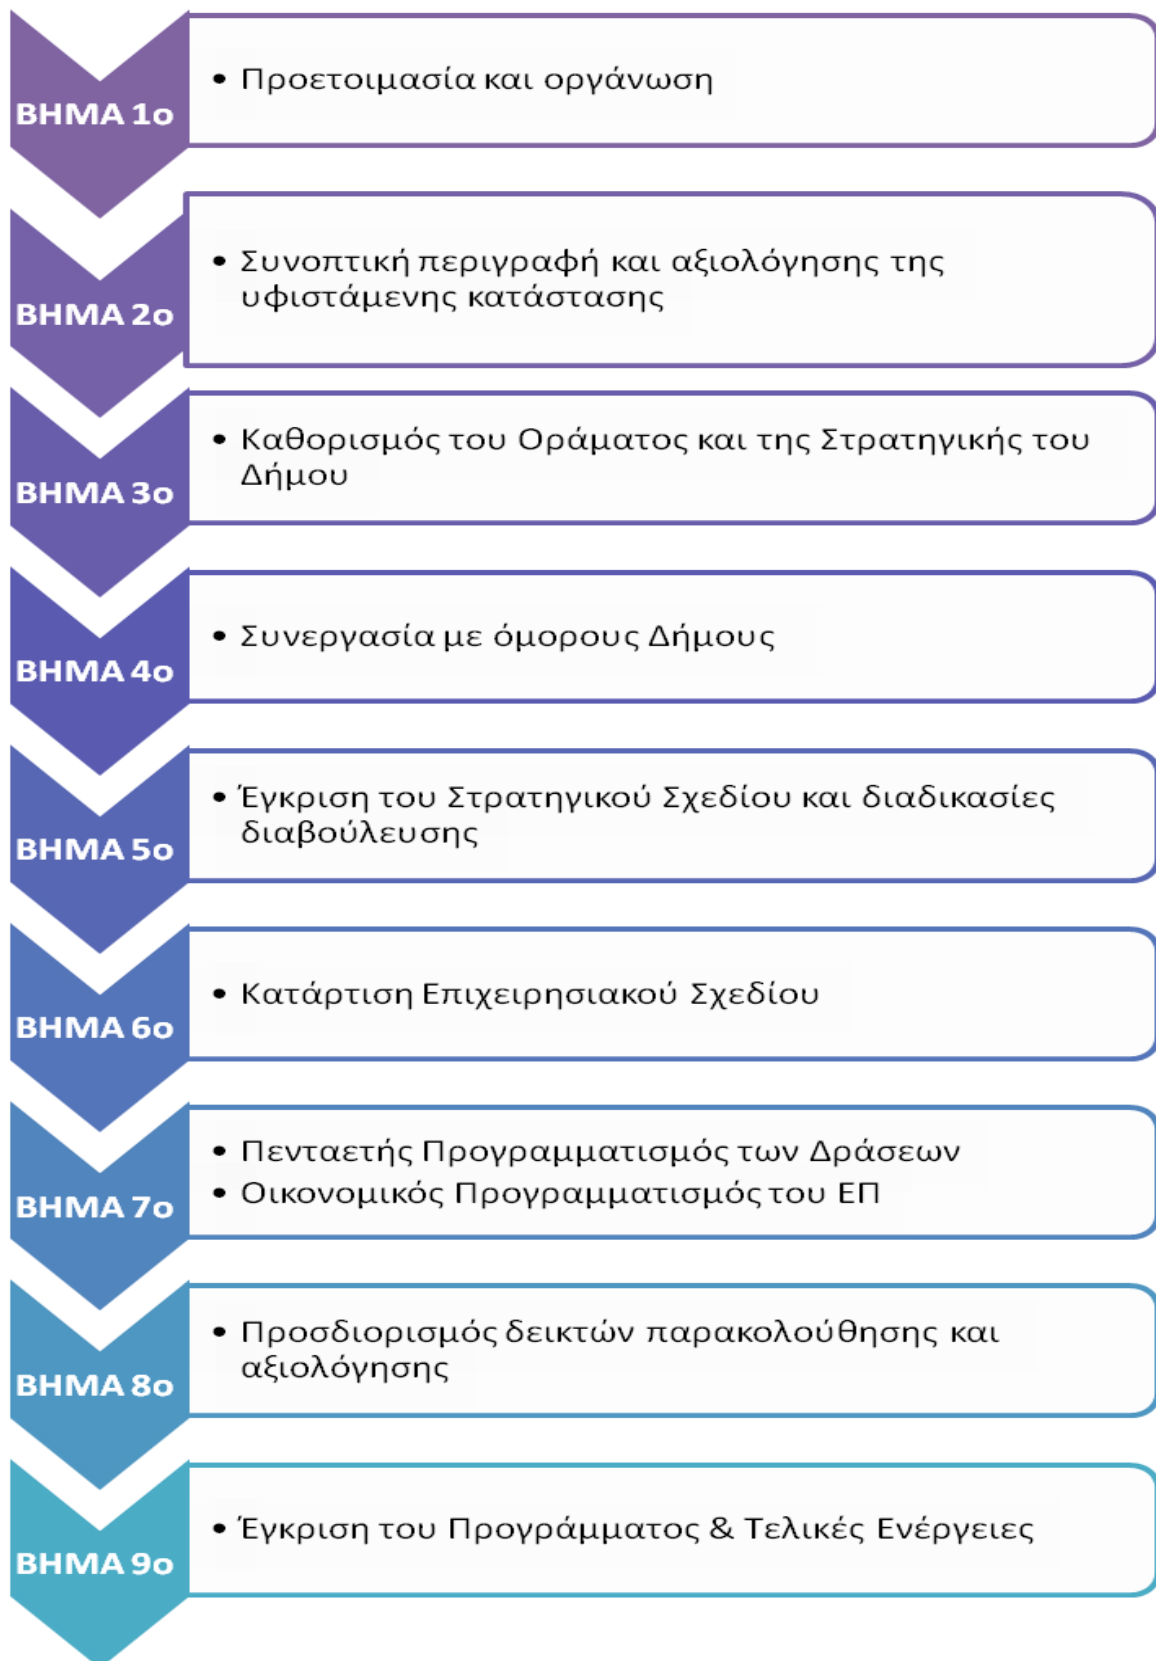 ΒΗΜΑ 1ο
• Προετοιμασία και οργάνωση
ΒΗΜΑ 2ο
• Συνοπτική περιγραφή και αξιολόγησης της
υφιστάμενης κατάστασης
ΒΗΜΑ 3ο
• Καθορισμός του Οράματος και της Στρατηγικής του
Δήμου
ΒΗΜΑ 4ο
• Συνεργασία με όμορους Δήμους
ΒΗΜΑ 5ο
• Έγκριση του Στρατηγικού Σχεδίου και διαδικασίες
διαβούλευσης
ΒΗΜΑ 6ο
• Κατάρτιση Επιχειρησιακού Σχεδίου
ΒΗΜΑ 7ο
• Πενταετής Προγραμματισμός των Δράσεων
• Οικονομικός Προγραμματισμός του ΕΠ
ΒΗΜΑ 8ο
• Προσδιορισμός δεικτών παρακολούθησης και
αξιολόγησης
ΒΗΜΑ 9ο
• Έγκριση του Προγράμματος & Τελικές Ενέργειες